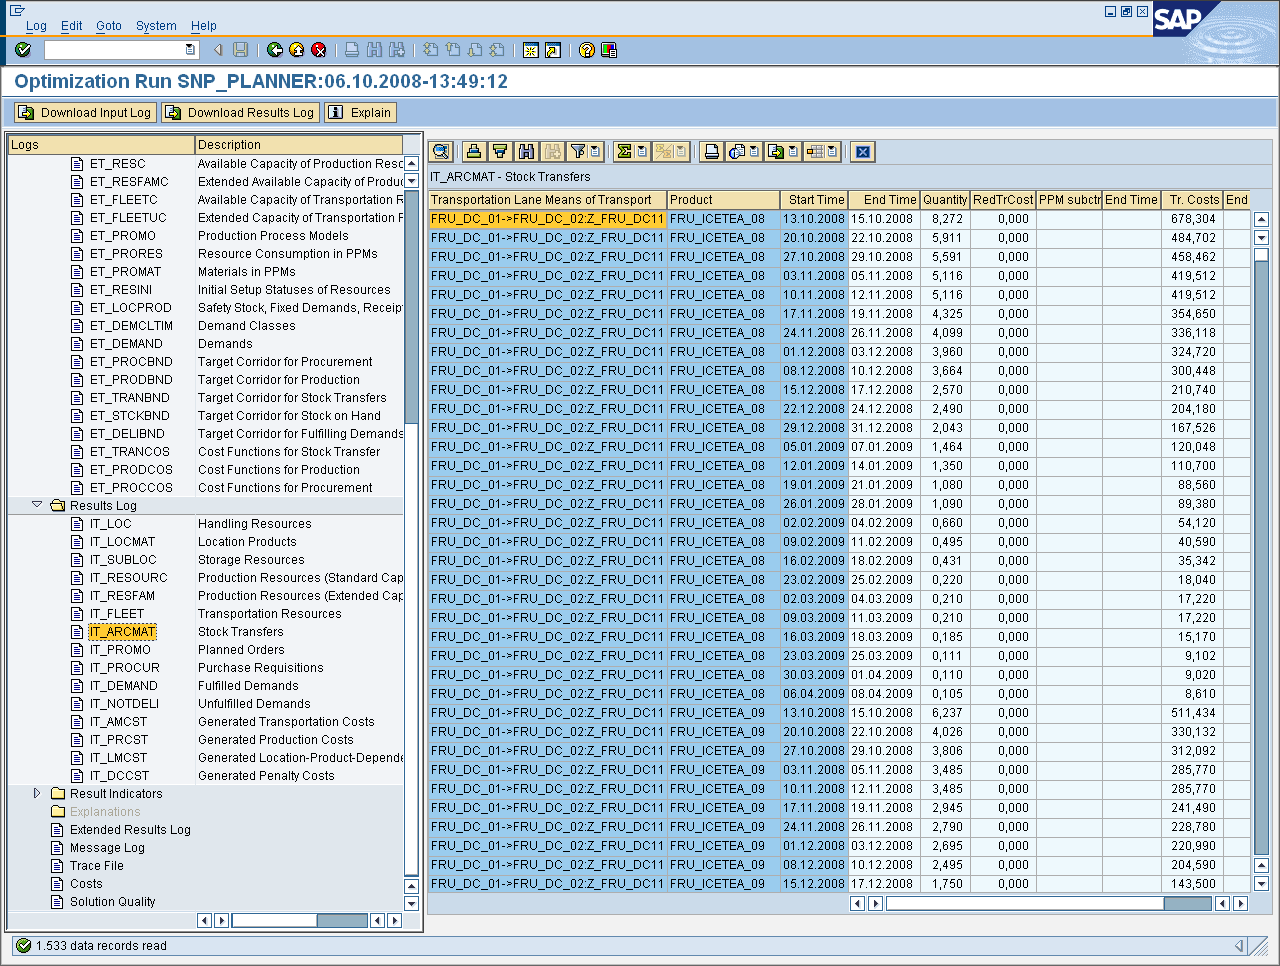 Log Edit Goto System Help
SAP
Optimization Run SNP_PLANNER:06.10.2008-13:49:12
Download Input Log Download Results Log Explain
Logs Description
ET_RESC Available Capacity of Production Resc
ET_RESFAMC Extended Available Capacity of Produc
ET_FLEETC Available Capacity of Transportation R
ET_FLEETUC Extended Capacity of Transportation F
ET_PROMO Production Process Models
ET_PRORES Resource Consumption in PPMs
ET_PROMAT Materials in PPMs
ET_RESINI Initial Setup Statuses of Resources
ET_LOCPROD Safety Stock, Fixed Demands, Receip
ET_DEMCLTIM Demand Classes
ET_DEMAND Demands
ET_PROCBND Target Corridor for Procurement
ET_PRODBND Target Corridor for Production
ET_TRANBND Target Corridor for Stock Transfers
ET_STCKBND Target Corridor for Stock on Hand
ET_DELIBND Target Corridor for Fulfilling Demands
ET_TRANCOS Cost Functions for Stock Transfer
ET_PRODCOS Cost Functions for Production
ET_PROCCOS Cost Functions for Procurement
Results Log
IT_LOC Handling Resources
IT_LOCMAT Location Products
IT_SUBLOC Storage Resources
IT_RESOURC Production Resources (Standard Cap
IT_RESFAM Production Resources (Extended Cap
IT_FLEET Transportation Resources
IT_ARCMAT Stock Transfers
IT_PROMO Planned Orders
IT_PROCUR Purchase Requisitions
IT_DEMAND Fulfilled Demands
IT_NOTDELI Unfulfilled Demands
IT_AMCST Generated Transportation Costs
IT_PRCST Generated Production Costs
IT_LMCST Generated Location-Product-Depende
IT_DCCST Generated Penalty Costs
Result Indicators
Explanations
Extended Results Log
Message Log
Trace File
Costs
Solution Quality
IT_ARCMAT - Stock Transfers
Transportation Lane Means of Transport Product Start Time End Time Quantity RedTrCost PPM subctr End Time Tr. Costs End
FRU_DC_01->FRU_DC_02:Z_FRU_DC11 FRU_ICETEA_08 13.10.2008 15.10.2008 8,272 0,000 678,304
FRU_DC_01->FRU_DC_02:Z_FRU_DC11 FRU_ICETEA_08 20.10.2008 22.10.2008 5,911 0,000 484,702
FRU_DC_01->FRU_DC_02:Z_FRU_DC11 FRU_ICETEA_08 27.10.2008 29.10.2008 5,591 0,000 458,462
FRU_DC_01->FRU_DC_02:Z_FRU_DC11 FRU_ICETEA_08 03.11.2008 05.11.2008 5,116 0,000 419,512
FRU_DC_01->FRU_DC_02:Z_FRU_DC11 FRU_ICETEA_08 10.11.2008 12.11.2008 5,116 0,000 419,512
FRU_DC_01->FRU_DC_02:Z_FRU_DC11 FRU_ICETEA_08 17.11.2008 19.11.2008 4,325 0,000 354,650
FRU_DC_01->FRU_DC_02:Z_FRU_DC11 FRU_ICETEA_08 24.11.2008 26.11.2008 4,099 0,000 336,118
FRU_DC_01->FRU_DC_02:Z_FRU_DC11 FRU_ICETEA_08 01.12.2008 03.12.2008 3,960 0,000 324,720
FRU_DC_01->FRU_DC_02:Z_FRU_DC11 FRU_ICETEA_08 08.12.2008 10.12.2008 3,664 0,000 300,448
FRU_DC_01->FRU_DC_02:Z_FRU_DC11 FRU_ICETEA_08 15.12.2008 17.12.2008 2,570 0,000 210,740
FRU_DC_01->FRU_DC_02:Z_FRU_DC11 FRU_ICETEA_08 22.12.2008 24.12.2008 2,490 0,000 204,180
FRU_DC_01->FRU_DC_02:Z_FRU_DC11 FRU_ICETEA_08 29.12.2008 31.12.2008 2,043 0,000 167,526
FRU_DC_01->FRU_DC_02:Z_FRU_DC11 FRU_ICETEA_08 05.01.2009 07.01.2009 1,464 0,000 120,048
FRU_DC_01->FRU_DC_02:Z_FRU_DC11 FRU_ICETEA_08 12.01.2009 14.01.2009 1,350 0,000 110,700
FRU_DC_01->FRU_DC_02:Z_FRU_DC11 FRU_ICETEA_08 19.01.2009 21.01.2009 1,080 0,000 88,560
FRU_DC_01->FRU_DC_02:Z_FRU_DC11 FRU_ICETEA_08 26.01.2009 28.01.2009 1,090 0,000 89,380
FRU_DC_01->FRU_DC_02:Z_FRU_DC11 FRU_ICETEA_08 02.02.2009 04.02.2009 0,660 0,000 54,120
FRU_DC_01->FRU_DC_02:Z_FRU_DC11 FRU_ICETEA_08 09.02.2009 11.02.2009 0,495 0,000 40,590
FRU_DC_01->FRU_DC_02:Z_FRU_DC11 FRU_ICETEA_08 16.02.2009 18.02.2009 0,431 0,000 35,342
FRU_DC_01->FRU_DC_02:Z_FRU_DC11 FRU_ICETEA_08 23.02.2009 25.02.2009 0,220 0,000 18,040
FRU_DC_01->FRU_DC_02:Z_FRU_DC11 FRU_ICETEA_08 02.03.2009 04.03.2009 0,210 0,000 17,220
FRU_DC_01->FRU_DC_02:Z_FRU_DC11 FRU_ICETEA_08 09.03.2009 11.03.2009 0,210 0,000 17,220
FRU_DC_01->FRU_DC_02:Z_FRU_DC11 FRU_ICETEA_08 16.03.2009 18.03.2009 0,185 0,000 15,170
FRU_DC_01->FRU_DC_02:Z_FRU_DC11 FRU_ICETEA_08 23.03.2009 25.03.2009 0,111 0,000 9,102
FRU_DC_01->FRU_DC_02:Z_FRU_DC11 FRU_ICETEA_08 30.03.2009 01.04.2009 0,110 0,000 9,020
FRU_DC_01->FRU_DC_02:Z_FRU_DC11 FRU_ICETEA_08 06.04.2009 08.04.2009 0,105 0,000 8,610
FRU_DC_01->FRU_DC_02:Z_FRU_DC11 FRU_ICETEA_09 13.10.2008 15.10.2008 6,237 0,000 511,434
FRU_DC_01->FRU_DC_02:Z_FRU_DC11 FRU_ICETEA_09 20.10.2008 22.10.2008 4,026 0,000 330,132
FRU_DC_01->FRU_DC_02:Z_FRU_DC11 FRU_ICETEA_09 27.10.2008 29.10.2008 3,806 0,000 312,092
FRU_DC_01->FRU_DC_02:Z_FRU_DC11 FRU_ICETEA_09 03.11.2008 05.11.2008 3,485 0,000 285,770
FRU_DC_01->FRU_DC_02:Z_FRU_DC11 FRU_ICETEA_09 10.11.2008 12.11.2008 3,485 0,000 285,770
FRU_DC_01->FRU_DC_02:Z_FRU_DC11 FRU_ICETEA_09 17.11.2008 19.11.2008 2,945 0,000 241,490
FRU_DC_01->FRU_DC_02:Z_FRU_DC11 FRU_ICETEA_09 24.11.2008 26.11.2008 2,790 0,000 228,780
FRU_DC_01->FRU_DC_02:Z_FRU_DC11 FRU_ICETEA_09 01.12.2008 03.12.2008 2,695 0,000 220,990
FRU_DC_01->FRU_DC_02:Z_FRU_DC11 FRU_ICETEA_09 08.12.2008 10.12.2008 2,495 0,000 204,590
FRU_DC_01->FRU_DC_02:Z_FRU_DC11 FRU_ICETEA_09 15.12.2008 17.12.2008 1,750 0,000 143,500
1.533 data records read